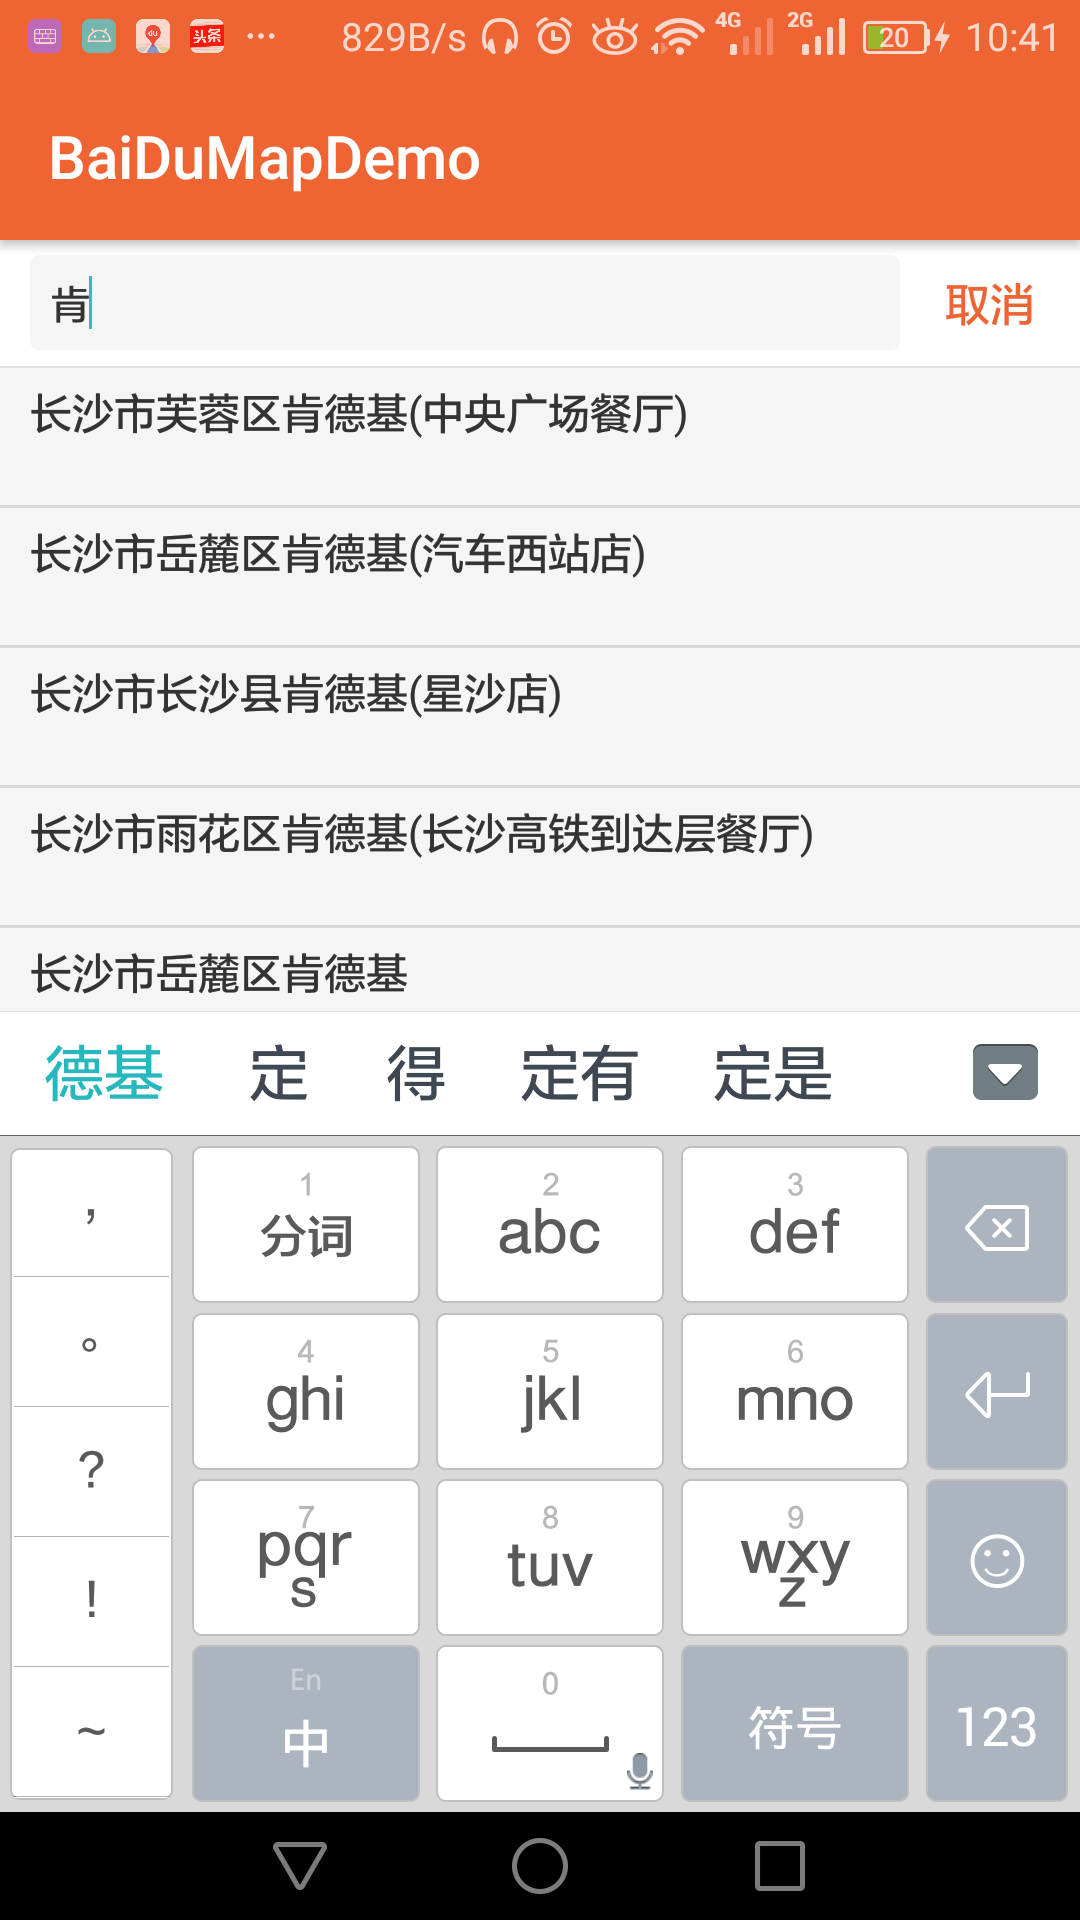 头条 ... 829B/s 4G 2G 20 10:41
BaiDuMapDemo
肯 取消
长沙市芙蓉区肯德基(中央广场餐厅)
长沙市岳麓区肯德基(汽车西站店)
长沙市长沙县肯德基(星沙店)
长沙市雨花区肯德基(长沙高铁到达层餐厅)
长沙市岳麓区肯德基
德基 定 得 定有 定是
, 1 2 3
分词 abc def
。 4 5 6
ghi jkl mno
? 7 8 9
pqrs tuv wxyz
!
~ En 0
中 符号 123